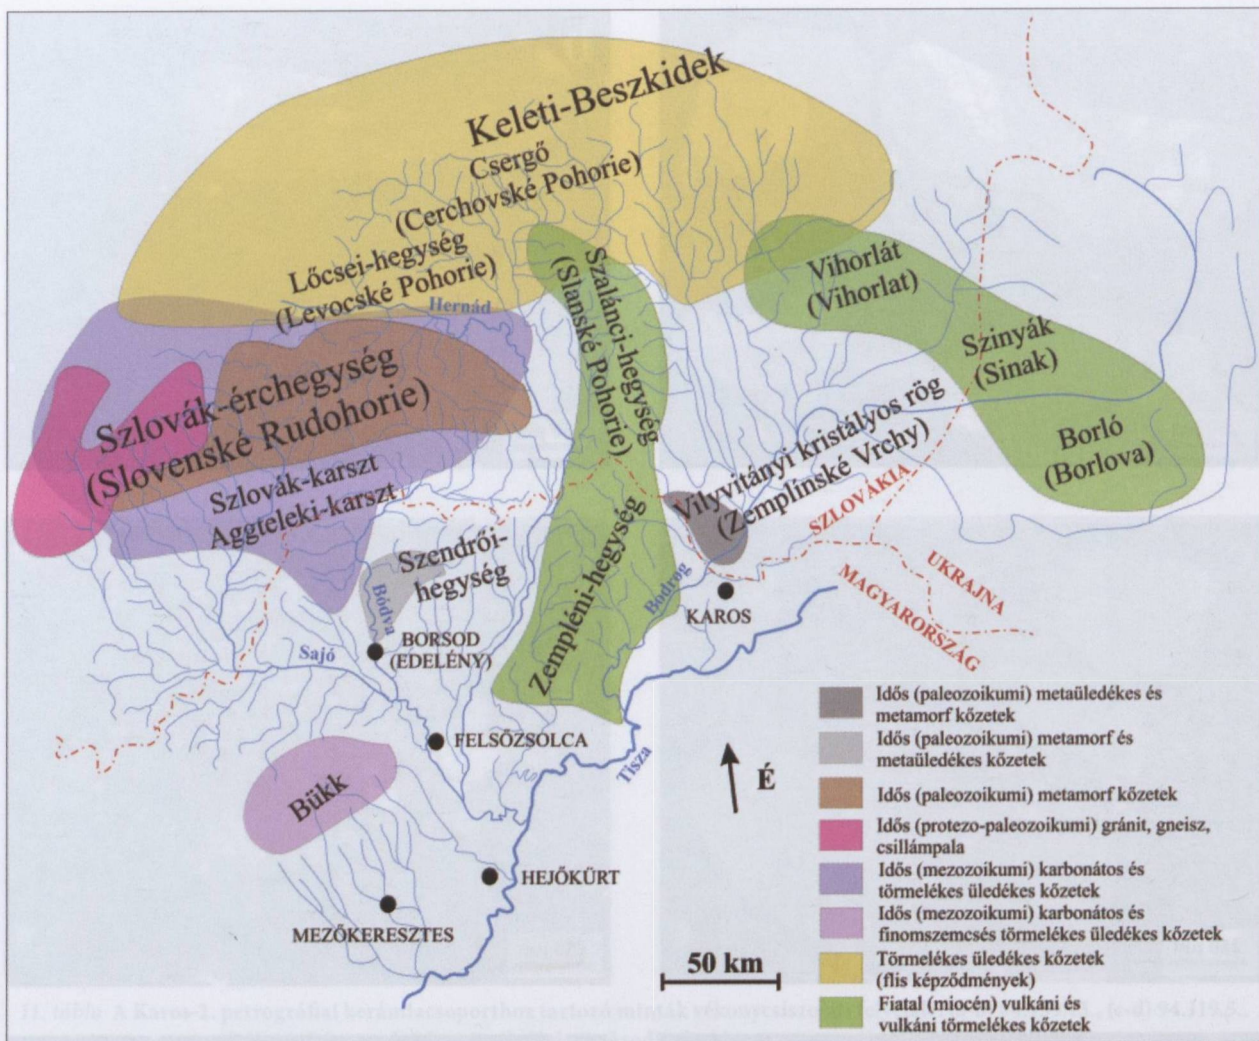 Keleti-Beszkidek
Csergő
(Cerchovské Pohorie)
Lőcsei-hegység
(Levocské Pohorie)
Hernád
Szalánci-hegység
(Slanské Pohorie)
Vihorlát
(Vihorlat)
Szinyák
(Sinak)
Borló
(Borlova)
Szlovák-érchegység
(Slovenské Rudohorie)
Szlovák-karszt
Aggteleki-karszt
Vilyvitányi kristályos rög
(Zemplínské Vrchy)
SZLOVÁKIA
UKRAJNA
MAGYARORSZÁG
Szendrői-
hegység
Bódva
Zempléni-hegység
Bodrog
KAROS
BORSOD
(EDELÉNY)
Sajó
FELSŐZSOLCA
Tisza
Bükk
HEJŐKÜRT
MEZŐKERESZTES
É
50 km
Idős (paleozoikumi) metaüledékes és
metamorf kőzetek
Idős (paleozoikumi) metamorf és
metaüledékes kőzetek
Idős (paleozoikumi) metamorf kőzetek
Idős (protezo-paleozoikumi) gránit, gneisz,
csillámpala
Idős (mezozoikumi) karbonátos és
törmelékes üledékes kőzetek
Idős (mezozoikumi) karbonátos és
finomszemcsés törmelékes üledékes kőzetek
Törmelékes üledékes kőzetek
(flis képződmények)
Fiatal (miocén) vulkáni és
vulkáni törmelékes kőzetek